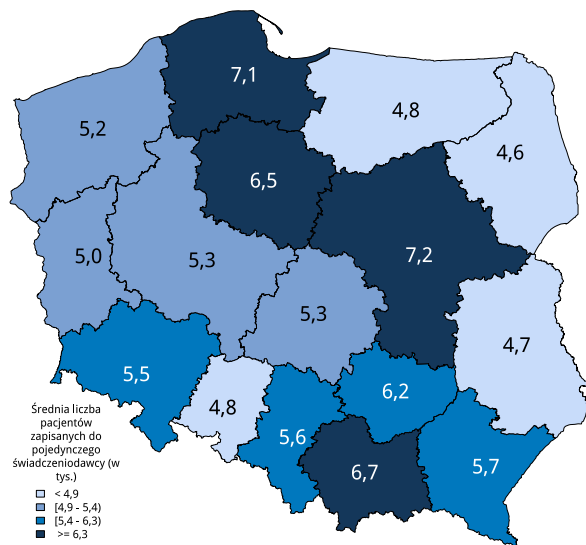 7,1
4,8
5,2
4,6
6,5
7,2
5,0
5,3
5,3
4,7
5,5
6,2
4,8
5,6
6,7
5,7
Średnia liczba
pacjentów
zapisanych do
pojedynczego
świadczeniodawcy (w
tys.)
< 4,9
[4,9 - 5,4)
[5,4 - 6,3)
>= 6,3